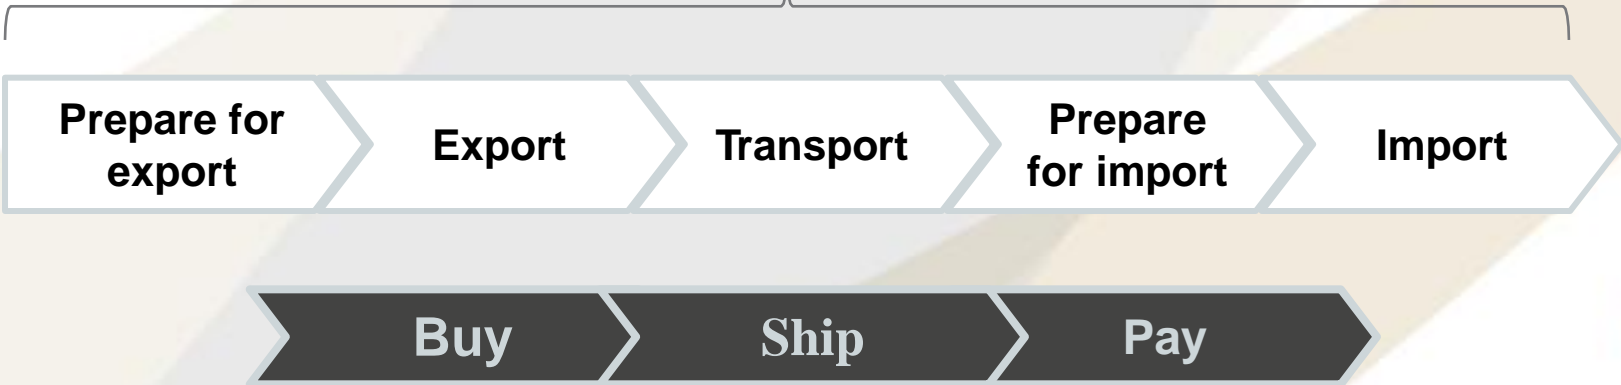 Prepare for
export
Export
Transport
Prepare
for import
Import
Buy
Ship
Pay